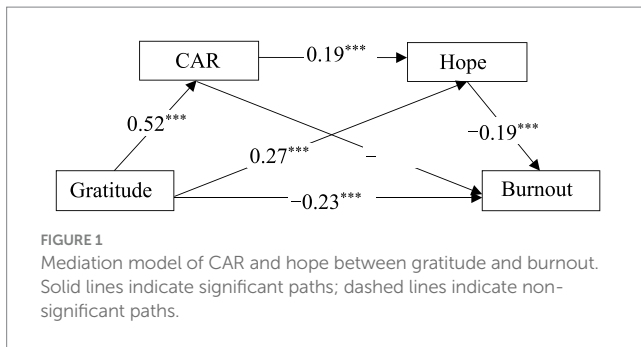 CAR
0.19***
Hope
0.52***
0.27***
–
−0.19***
Gratitude
−0.23***
Burnout
FIGURE 1
Mediation model of CAR and hope between gratitude and burnout.
Solid lines indicate significant paths; dashed lines indicate non-
significant paths.